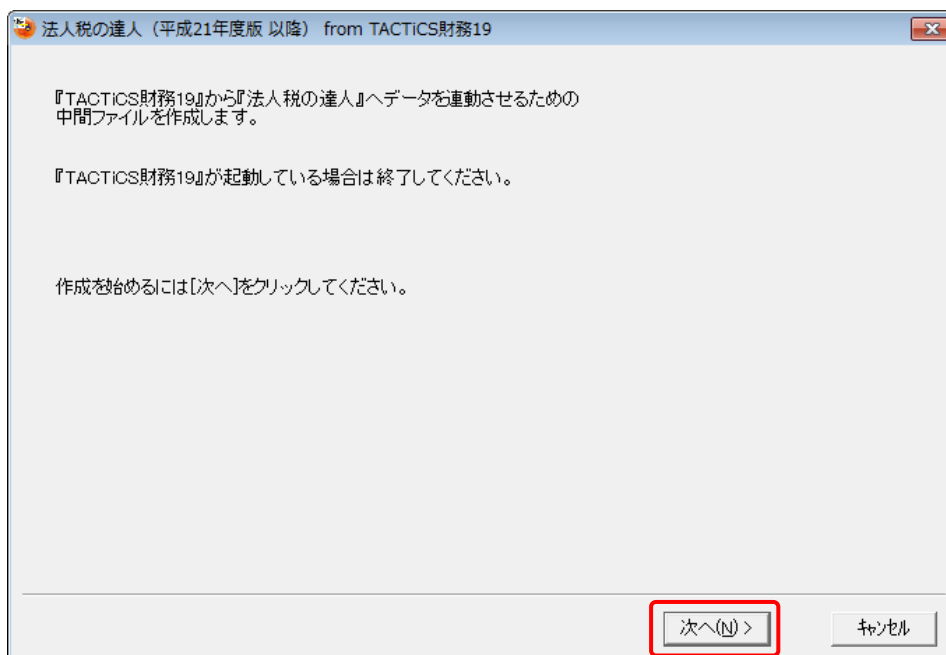 法人税の達人（平成21年度版 以降） from TACTiCS財務19
『TACTiCS財務19』から『法人税の達人』へデータを連動させるための
中間ファイルを作成します。
『TACTiCS財務19』が起動している場合は終了してください。
作成を始めるには[次へ]をクリックしてください。
次へ(N) >
キャンセル